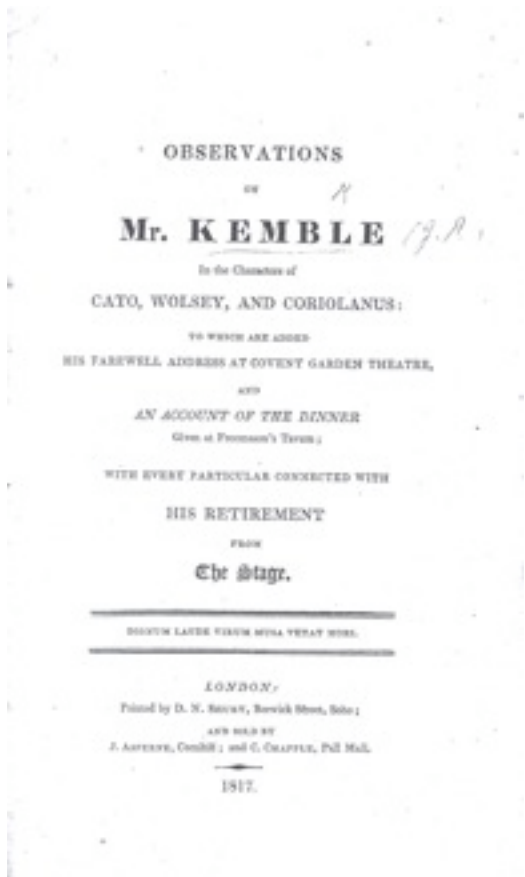 OBSERVATIONS
ON
Mr. KEMBLE
In the Characters of
CATO, WOLSEY, AND CORIOLANUS:
TO WHICH ARE ADDED
HIS FAREWELL ADDRESS AT COVENT GARDEN THEATRE,
AND
AN ACCOUNT OF THE DINNER
Given at Freemason's Tavern;
WITH EVERY PARTICULAR CONNECTED WITH
HIS RETIREMENT
FROM
The Stage.
DIGNUM LAUDE VIRUM MUSA VETAT MORI.
LONDON:
Printed by D. N. SHURY, Berwick Street, Soho;
AND SOLD BY
J. ASPERNE, Cornhill; and C. CHAPPLE, Pall Mall.
1817.